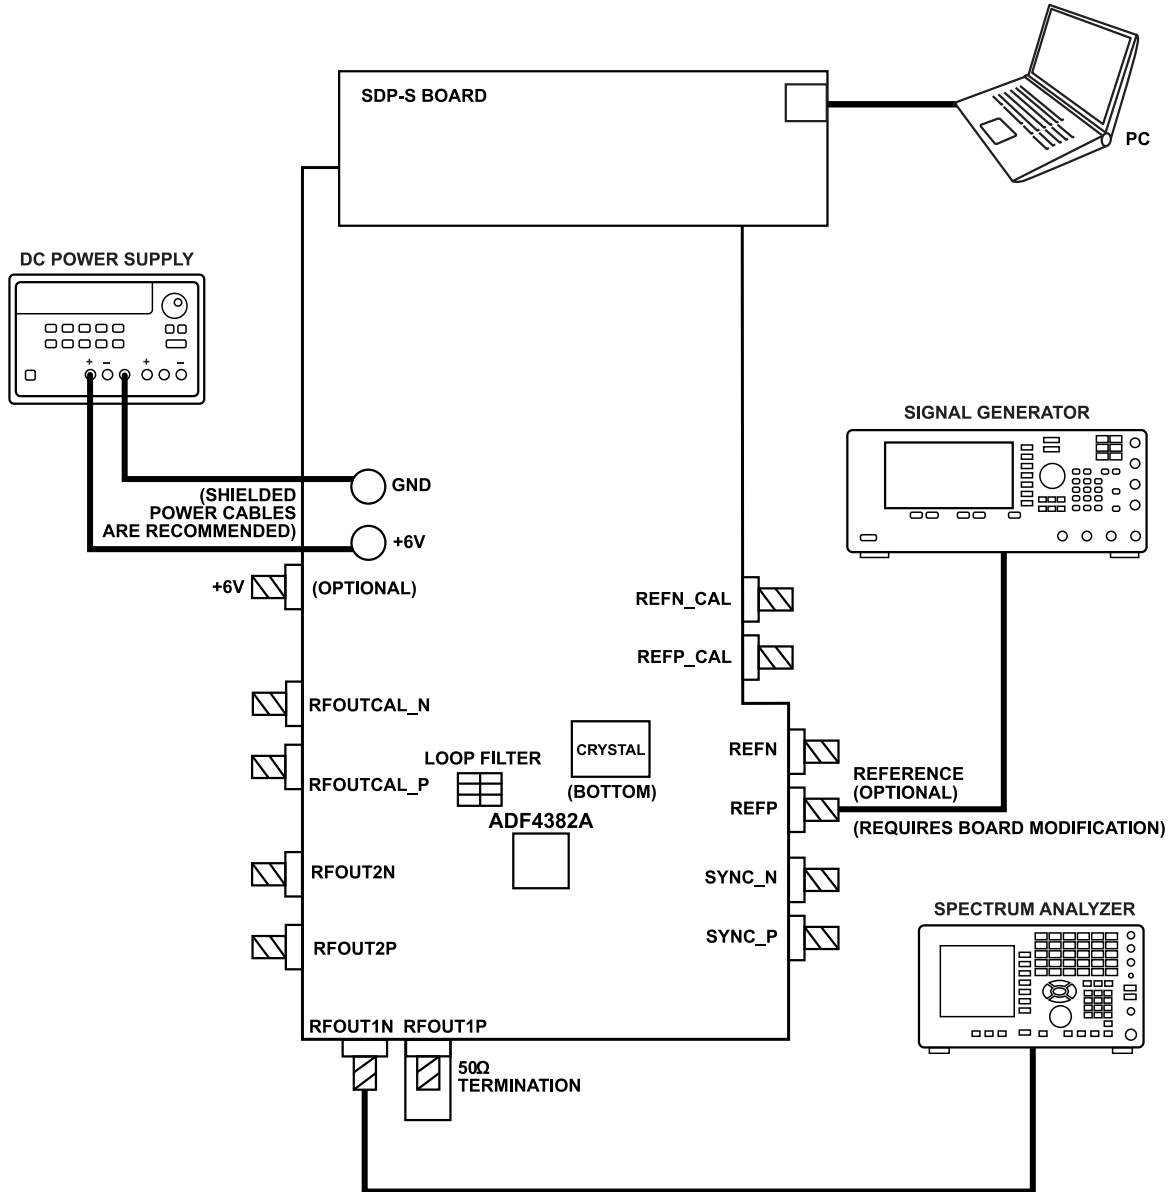 SDP-S BOARD
PC
DC POWER SUPPLY
+ - + -
SIGNAL GENERATOR
GND
(SHIELDED
POWER CABLES
ARE RECOMMENDED)
+6V
+6V
(OPTIONAL)
REFN_CAL
REFP_CAL
RFOUTCAL_N
RFOUTCAL_P
LOOP FILTER
CRYSTAL
(BOTTOM)
REFN
REFP
REFERENCE
(OPTIONAL)
(REQUIRES BOARD MODIFICATION)
ADF4382A
RFOUT2N
RFOUT2P
SYNC_N
SYNC_P
SPECTRUM ANALYZER
RFOUT1N
RFOUT1P
50Ω
TERMINATION